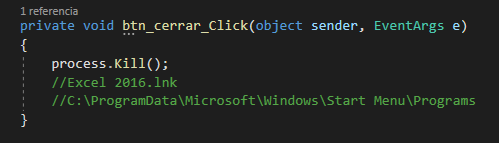 1 referencia
private void btn_cerrar_Click(object sender, EventArgs e)
{
process.Kill();
//Excel 2016.lnk
//C:\ProgramData\Microsoft\Windows\Start Menu\Programs
}